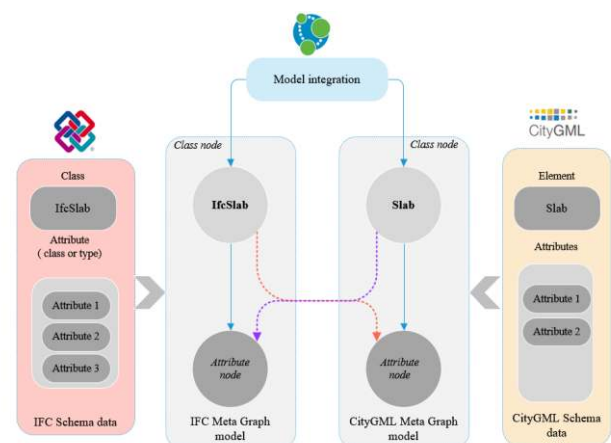 Model integration
CityGML
Class
IfcSlab
Attribute
( class or type)
Attribute 1
Attribute 2
Attribute 3
IFC Schema data
Class node
IfcSlab
Attribute
node
IFC Meta Graph
model
Class node
Slab
Attribute
node
CityGML Meta Graph
model
Element
Slab
Attributes
Attribute 1
Attribute 2
CityGML Schema
data